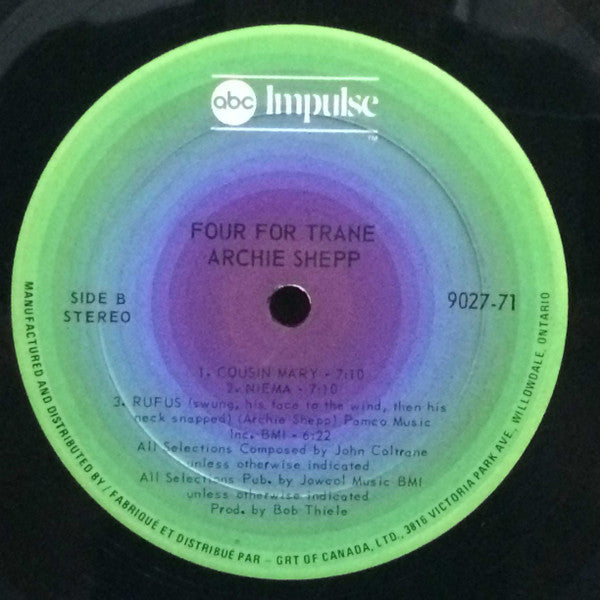 abc Impulse
TM
FOUR FOR TRANE
ARCHIE SHEPP
SIDE B
STEREO
9027-71
1. COUSIN MARY - 7:10
2. NIEMA - 7:10
3. RUFUS (swung, his face to the wind, then his
neck snapped) (Archie Shepp) Pamco Music
Inc. BMI - 6:22
All Selections Composed by John Coltrane
unless otherwise indicated
All Selections Pub. by Jowcol Music BMI
unless otherwise indicated
Prod. by Bob Thiele
MANUFACTURED AND DISTRIBUTED BY / FABRIQUÉ ET DISTRIBUÉ PAR – GRT OF CANADA, LTD., 3816 VICTORIA PARK AVE., WILLOWDALE, ONTARIO